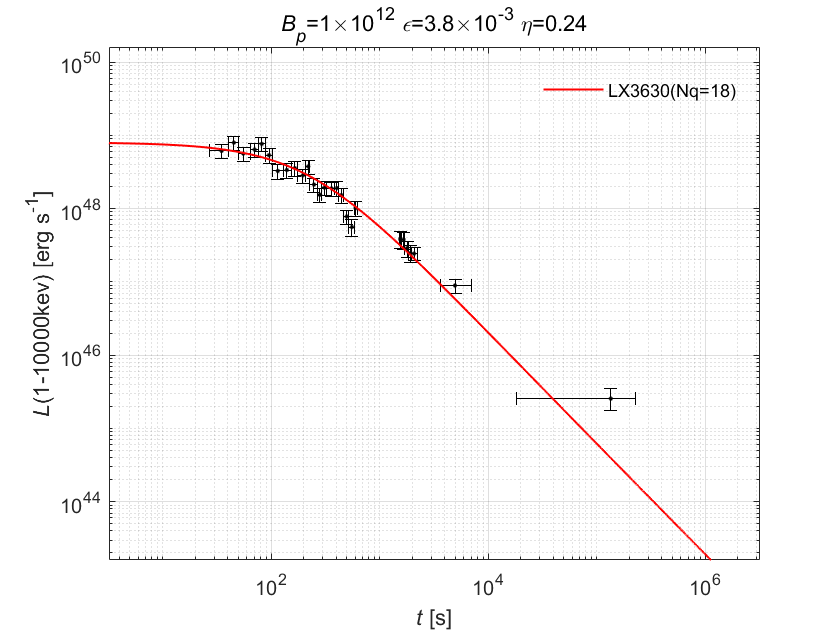 B_p=1×10^12 ϵ=3.8×10^-3 η=0.24
LX3630(Nq=18)
L(1-10000kev) [erg s^-1]
10^50
10^48
10^46
10^44
10^2
10^4
10^6
t [s]